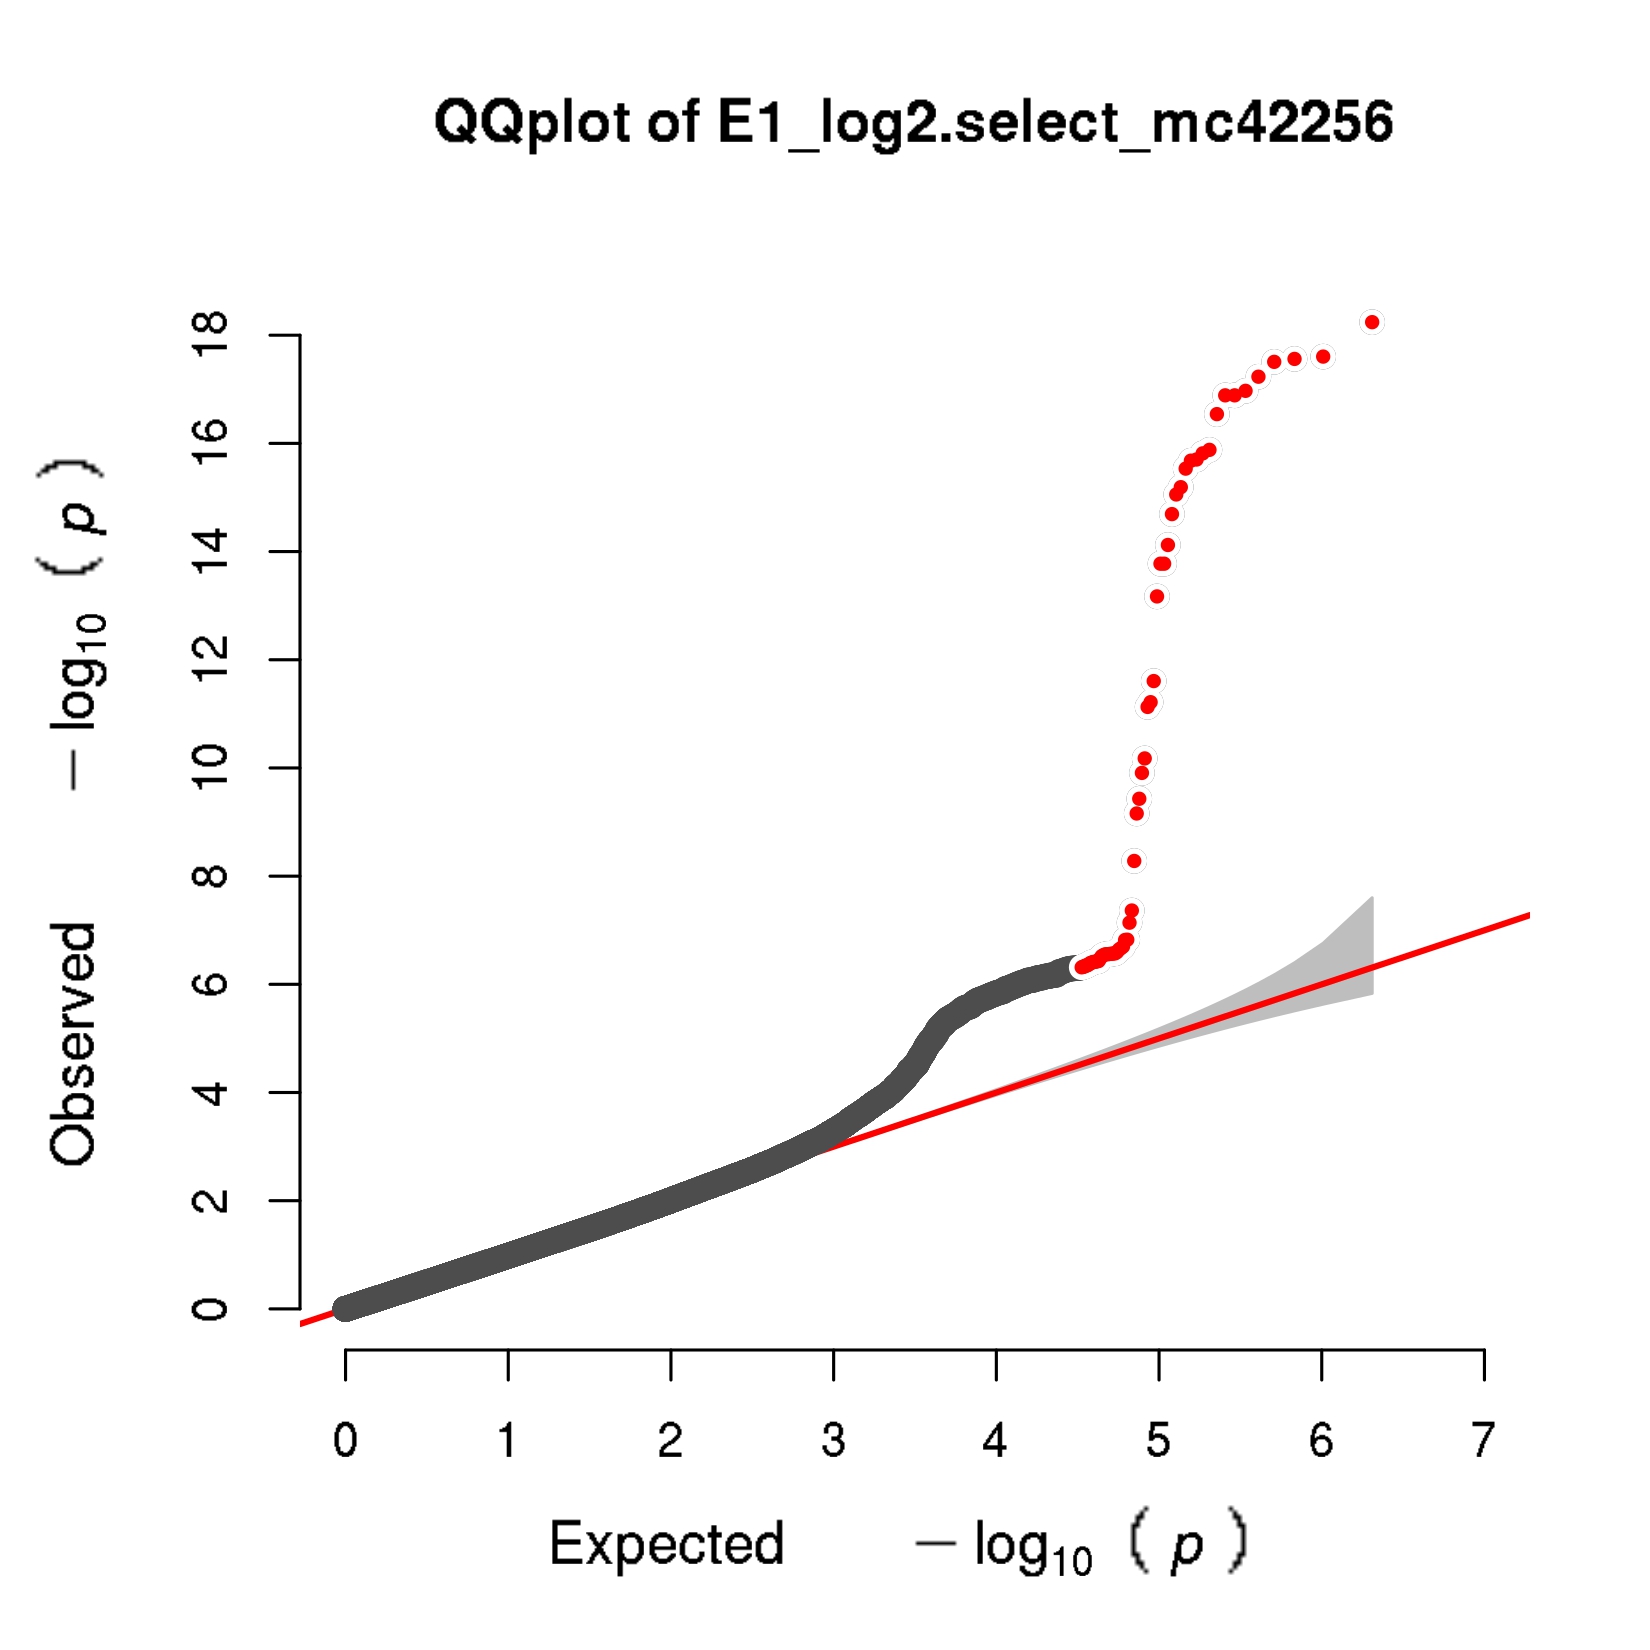 QQplot of E1_log2.select_mc42256
Observed − log10 ( p )
18
16
14
12
10
8
6
4
2
0
0 1 2 3 4 5 6 7
Expected − log10 ( p )